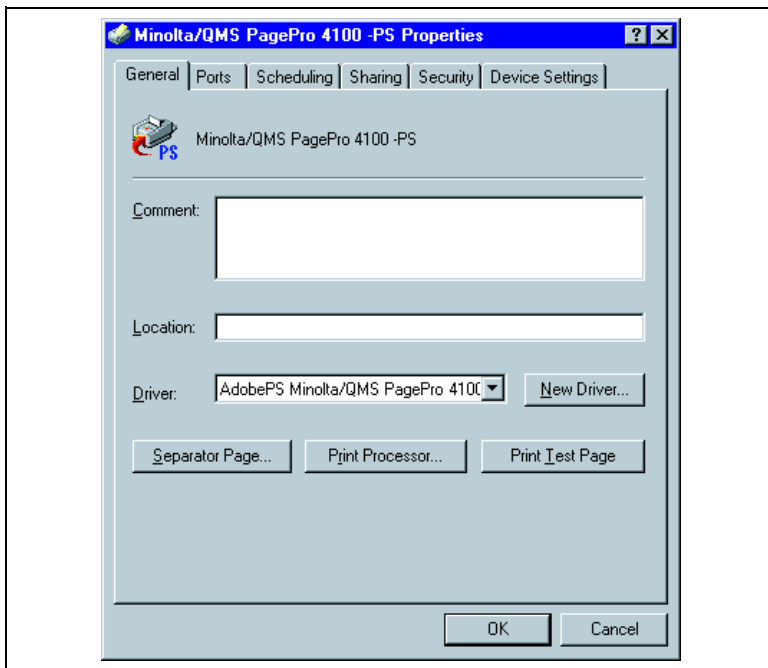 Minolta/QMS PagePro 4100 -PS Properties
General Ports Scheduling Sharing Security Device Settings
PS Minolta/QMS PagePro 4100 -PS
Comment:
Location:
Driver: AdobePS Minolta/QMS PagePro 410( New Driver...
Separator Page... Print Processor... Print Test Page
OK Cancel